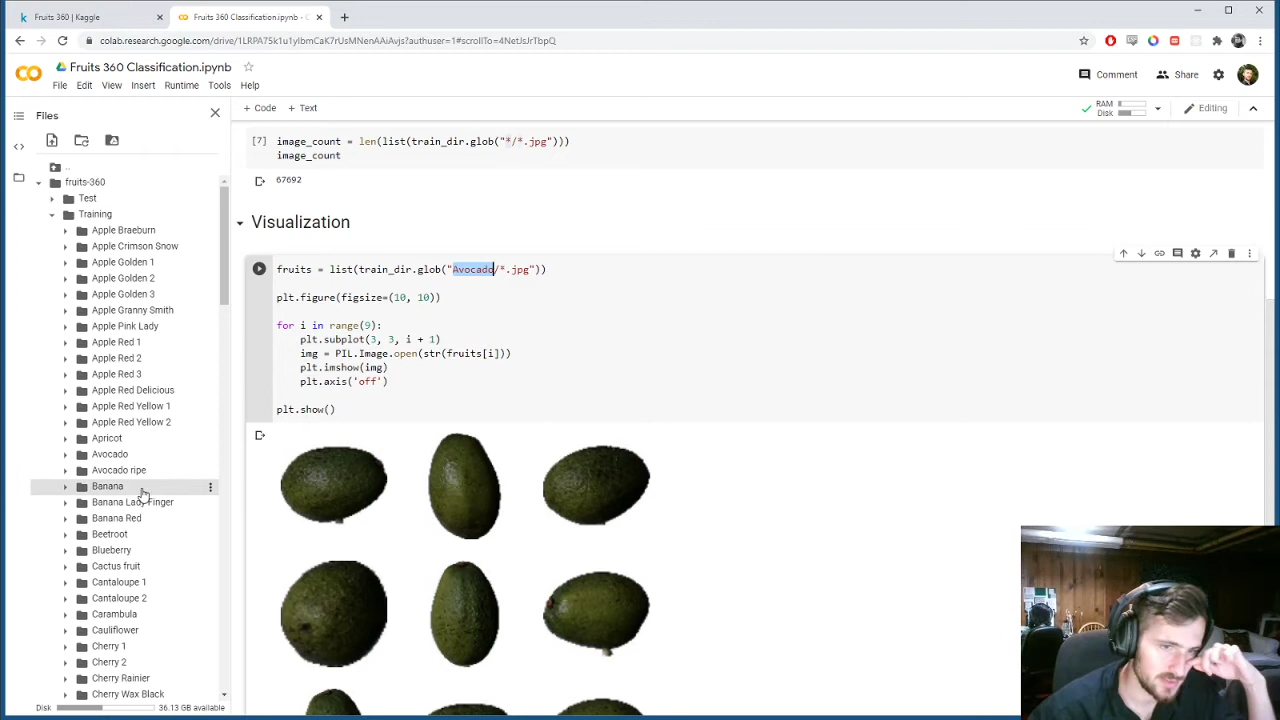 Fruits 360 | Kaggle
Fruits 360 Classification.ipynb - C
colab.research.google.com/drive/1LRPA75k1u1yIbmCaK7rUsMNenAAiAvjs?authuser=1#scrollTo=4NetJsJrTbpQ
Fruits 360 Classification.ipynb
File Edit View Insert Runtime Tools Help
Comment Share
Files
+ Code + Text
RAM
Disk
Editing
..
fruits-360
Test
Training
Apple Braeburn
Apple Crimson Snow
Apple Golden 1
Apple Golden 2
Apple Golden 3
Apple Granny Smith
Apple Pink Lady
Apple Red 1
Apple Red 2
Apple Red 3
Apple Red Delicious
Apple Red Yellow 1
Apple Red Yellow 2
Apricot
Avocado
Avocado ripe
Banana
Banana Lady Finger
Banana Red
Beetroot
Blueberry
Cactus fruit
Cantaloupe 1
Cantaloupe 2
Carambula
Cauliflower
Cherry 1
Cherry 2
Cherry Rainier
Cherry Wax Black
Disk 36.13 GB available
[7] image_count = len(list(train_dir.glob("*/*.jpg")))
image_count
67692
Visualization
fruits = list(train_dir.glob("Avocado/*.jpg"))
plt.figure(figsize=(10, 10))
for i in range(9):
plt.subplot(3, 3, i + 1)
img = PIL.Image.open(str(fruits[i]))
plt.imshow(img)
plt.axis('off')
plt.show()